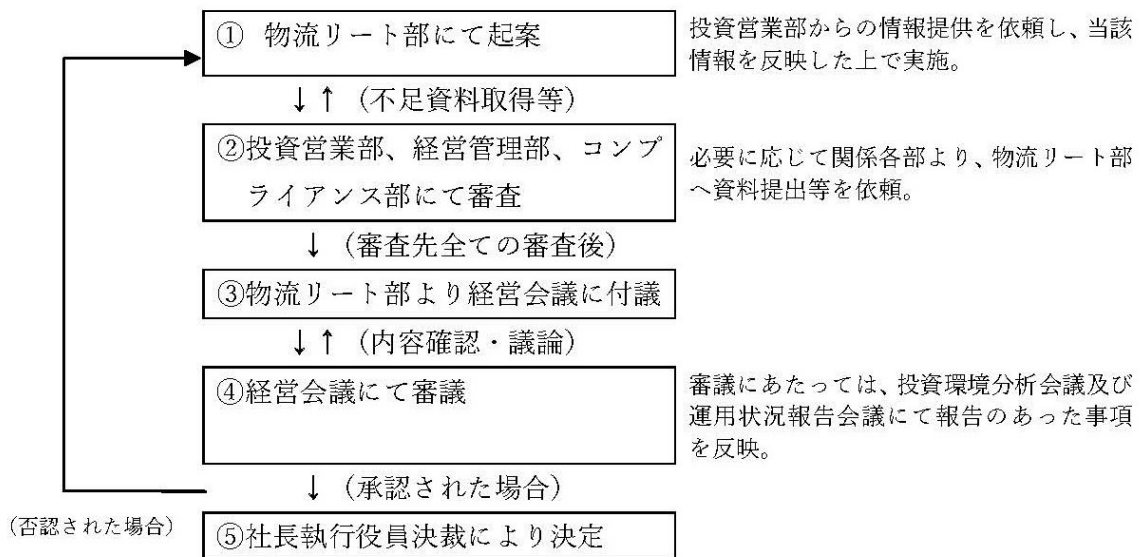 ① 物流リート部にて起案
投資営業部からの情報提供を依頼し、当該
情報を反映した上で実施。
↓↑（不足資料取得等）
②投資営業部、経営管理部、コンプ
ライアンス部にて審査
必要に応じて関係各部より、物流リート部
へ資料提出等を依頼。
↓（審査先全ての審査後）
③物流リート部より経営会議に付議
↓↑（内容確認・議論）
④経営会議にて審議
審議にあたっては、投資環境分析会議及び
運用状況報告会議にて報告のあった事項
を反映。
↓（承認された場合）
（否認された場合）
⑤社長執行役員決裁により決定